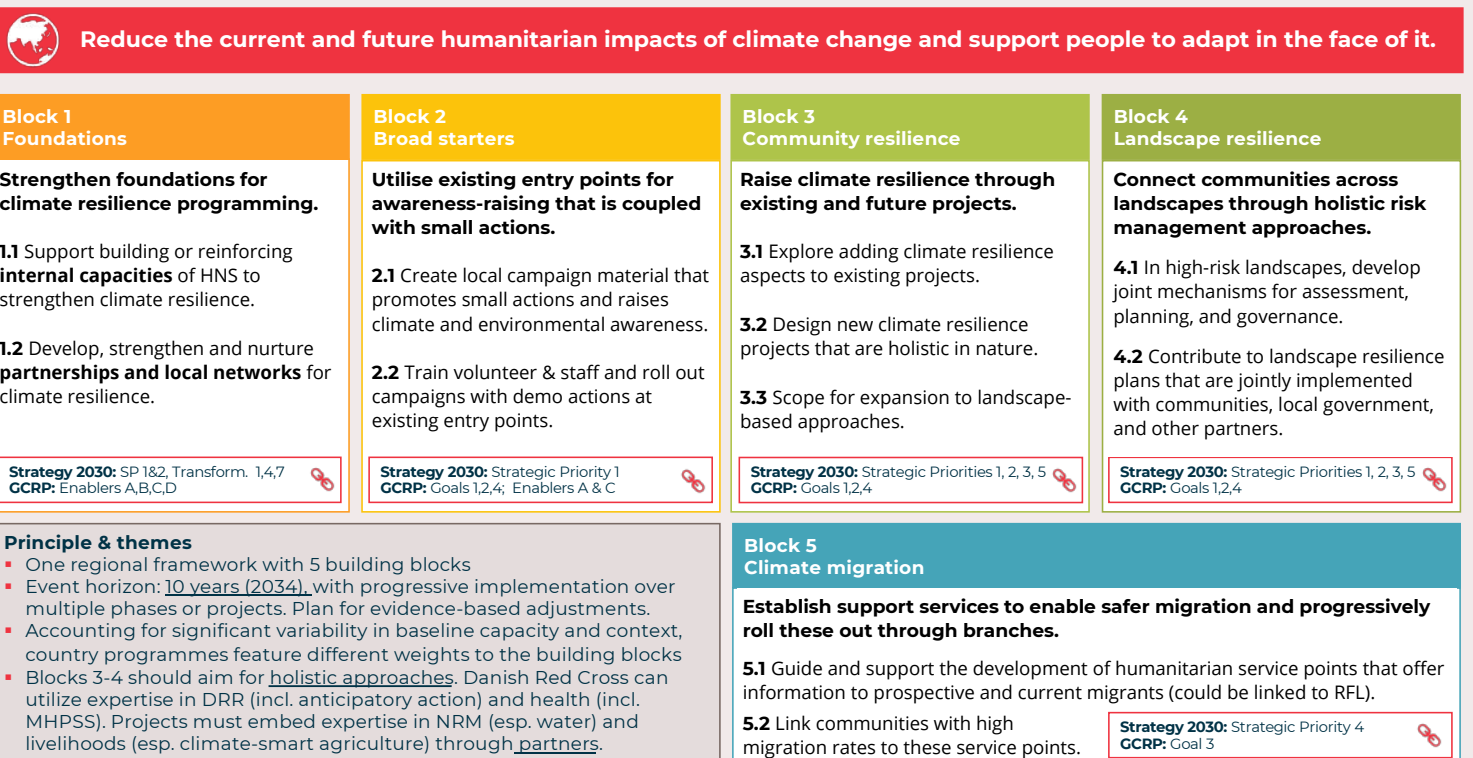 Reduce the current and future humanitarian impacts of climate change and support people to adapt in the face of it.
Block 1
Foundations
Strengthen foundations for
climate resilience programming.
1.1 Support building or reinforcing
internal capacities of HNS to
strengthen climate resilience.
1.2 Develop, strengthen and nurture
partnerships and local networks for
climate resilience.
Strategy 2030: SP 1&2, Transform. 1,4,7
GCRP: Enablers A,B,C,D
Block 2
Broad starters
Utilise existing entry points for
awareness-raising that is coupled
with small actions.
2.1 Create local campaign material that
promotes small actions and raises
climate and environmental awareness.
2.2 Train volunteer & staff and roll out
campaigns with demo actions at
existing entry points.
Strategy 2030: Strategic Priority 1
GCRP: Goals 1,2,4; Enablers A & C
Block 3
Community resilience
Raise climate resilience through
existing and future projects.
3.1 Explore adding climate resilience
aspects to existing projects.
3.2 Design new climate resilience
projects that are holistic in nature.
3.3 Scope for expansion to landscape-
based approaches.
Strategy 2030: Strategic Priorities 1, 2, 3, 5
GCRP: Goals 1,2,4
Block 4
Landscape resilience
Connect communities across
landscapes through holistic risk
management approaches.
4.1 In high-risk landscapes, develop
joint mechanisms for assessment,
planning, and governance.
4.2 Contribute to landscape resilience
plans that are jointly implemented
with communities, local government,
and other partners.
Strategy 2030: Strategic Priorities 1, 2, 3, 5
GCRP: Goals 1,2,4
Principle & themes
▪ One regional framework with 5 building blocks
▪ Event horizon: 10 years (2034), with progressive implementation over
multiple phases or projects. Plan for evidence-based adjustments.
▪ Accounting for significant variability in baseline capacity and context,
country programmes feature different weights to the building blocks
▪ Blocks 3-4 should aim for holistic approaches. Danish Red Cross can
utilize expertise in DRR (incl. anticipatory action) and health (incl.
MHPSS). Projects must embed expertise in NRM (esp. water) and
livelihoods (esp. climate-smart agriculture) through partners.
Block 5
Climate migration
Establish support services to enable safer migration and progressively
roll these out through branches.
5.1 Guide and support the development of humanitarian service points that offer
information to prospective and current migrants (could be linked to RFL).
5.2 Link communities with high
migration rates to these service points.
Strategy 2030: Strategic Priority 4
GCRP: Goal 3